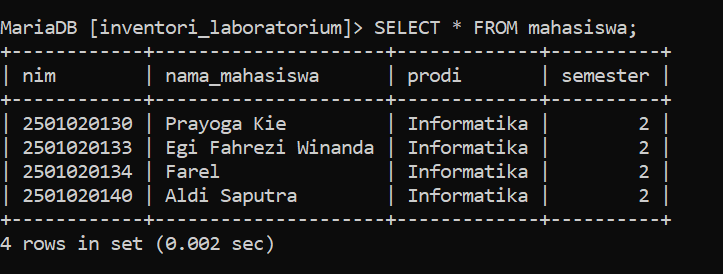 MariaDB [inventori_laboratorium]> SELECT * FROM mahasiswa;
+------------+---------------------+-------------+----------+
| nim        | nama_mahasiswa      | prodi       | semester |
+------------+---------------------+-------------+----------+
| 2501020130 | Prayoga Kie         | Informatika |        2 |
| 2501020133 | Egi Fahrezi Winanda | Informatika |        2 |
| 2501020134 | Farel               | Informatika |        2 |
| 2501020140 | Aldi Saputra        | Informatika |        2 |
+------------+---------------------+-------------+----------+
4 rows in set (0.002 sec)